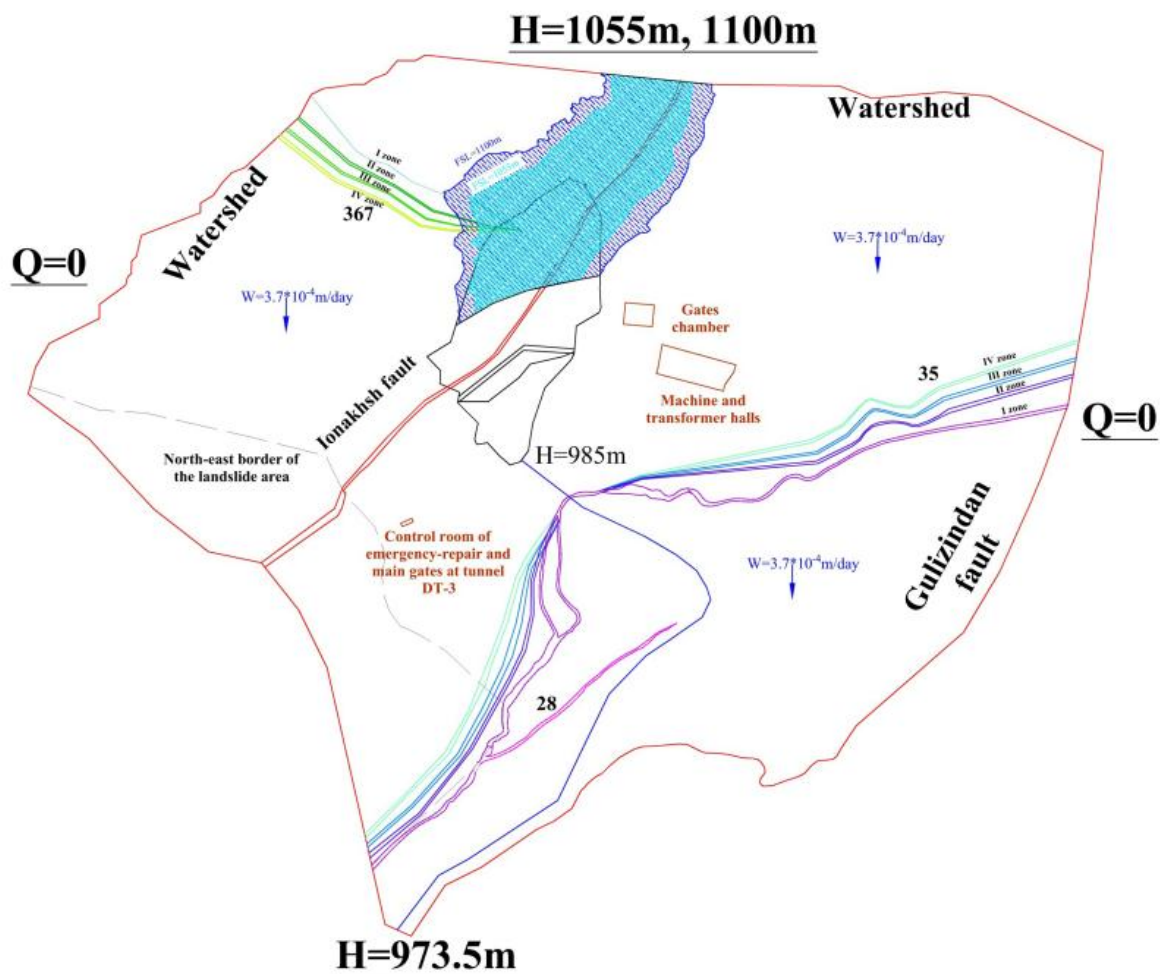 H=1055m, 1100m
Watershed
FSL=1100m
FSL=1055m
I zone
II zone
III zone
IV zone
367
Watershed
Q=0
W=3.7*10⁻⁴m/day
W=3.7*10⁻⁴m/day
Gates
chamber
Machine and
transformer halls
IV zone
III zone
II zone
I zone
35
Q=0
Ionakhsh fault
North-east border of
the landslide area
H=985m
Control room of
emergency-repair and
main gates at tunnel
DT-3
W=3.7*10⁻⁴m/day
Gulizindan
fault
28
H=973.5m